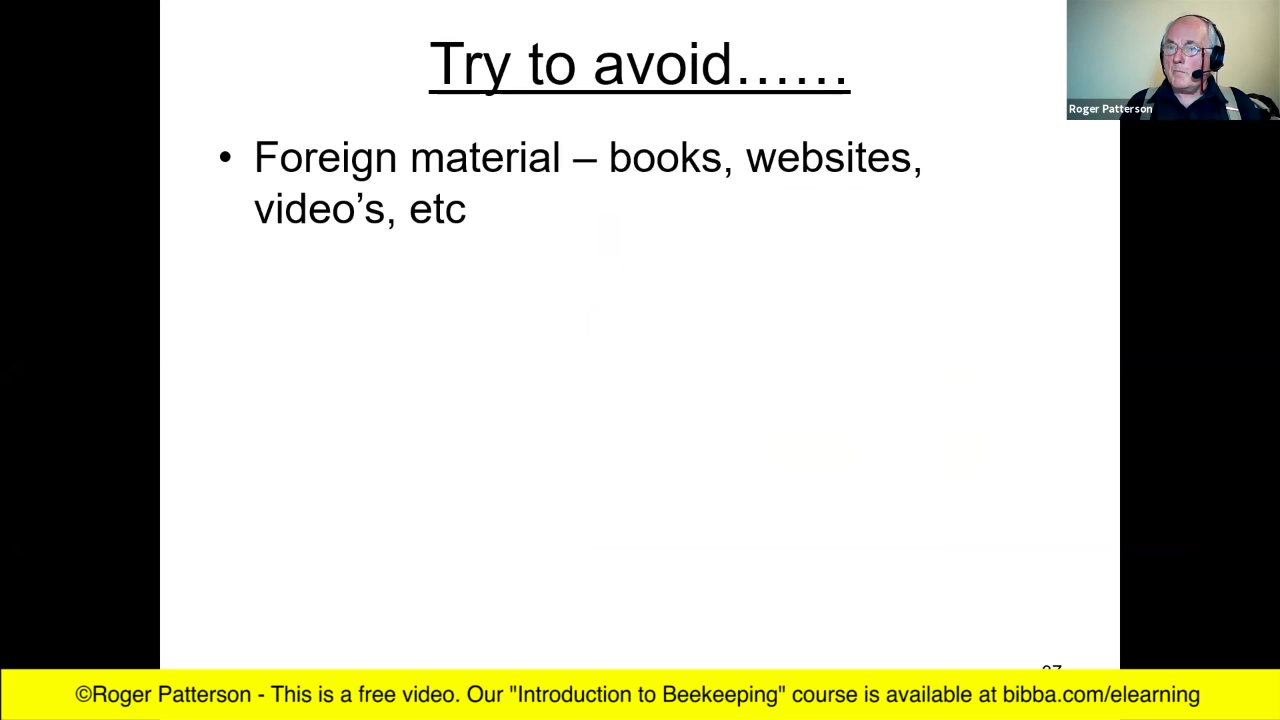 Try to avoid……
Roger Patterson
• Foreign material – books, websites,
video's, etc
©Roger Patterson - This is a free video. Our "Introduction to Beekeeping" course is available at bibba.com/elearning